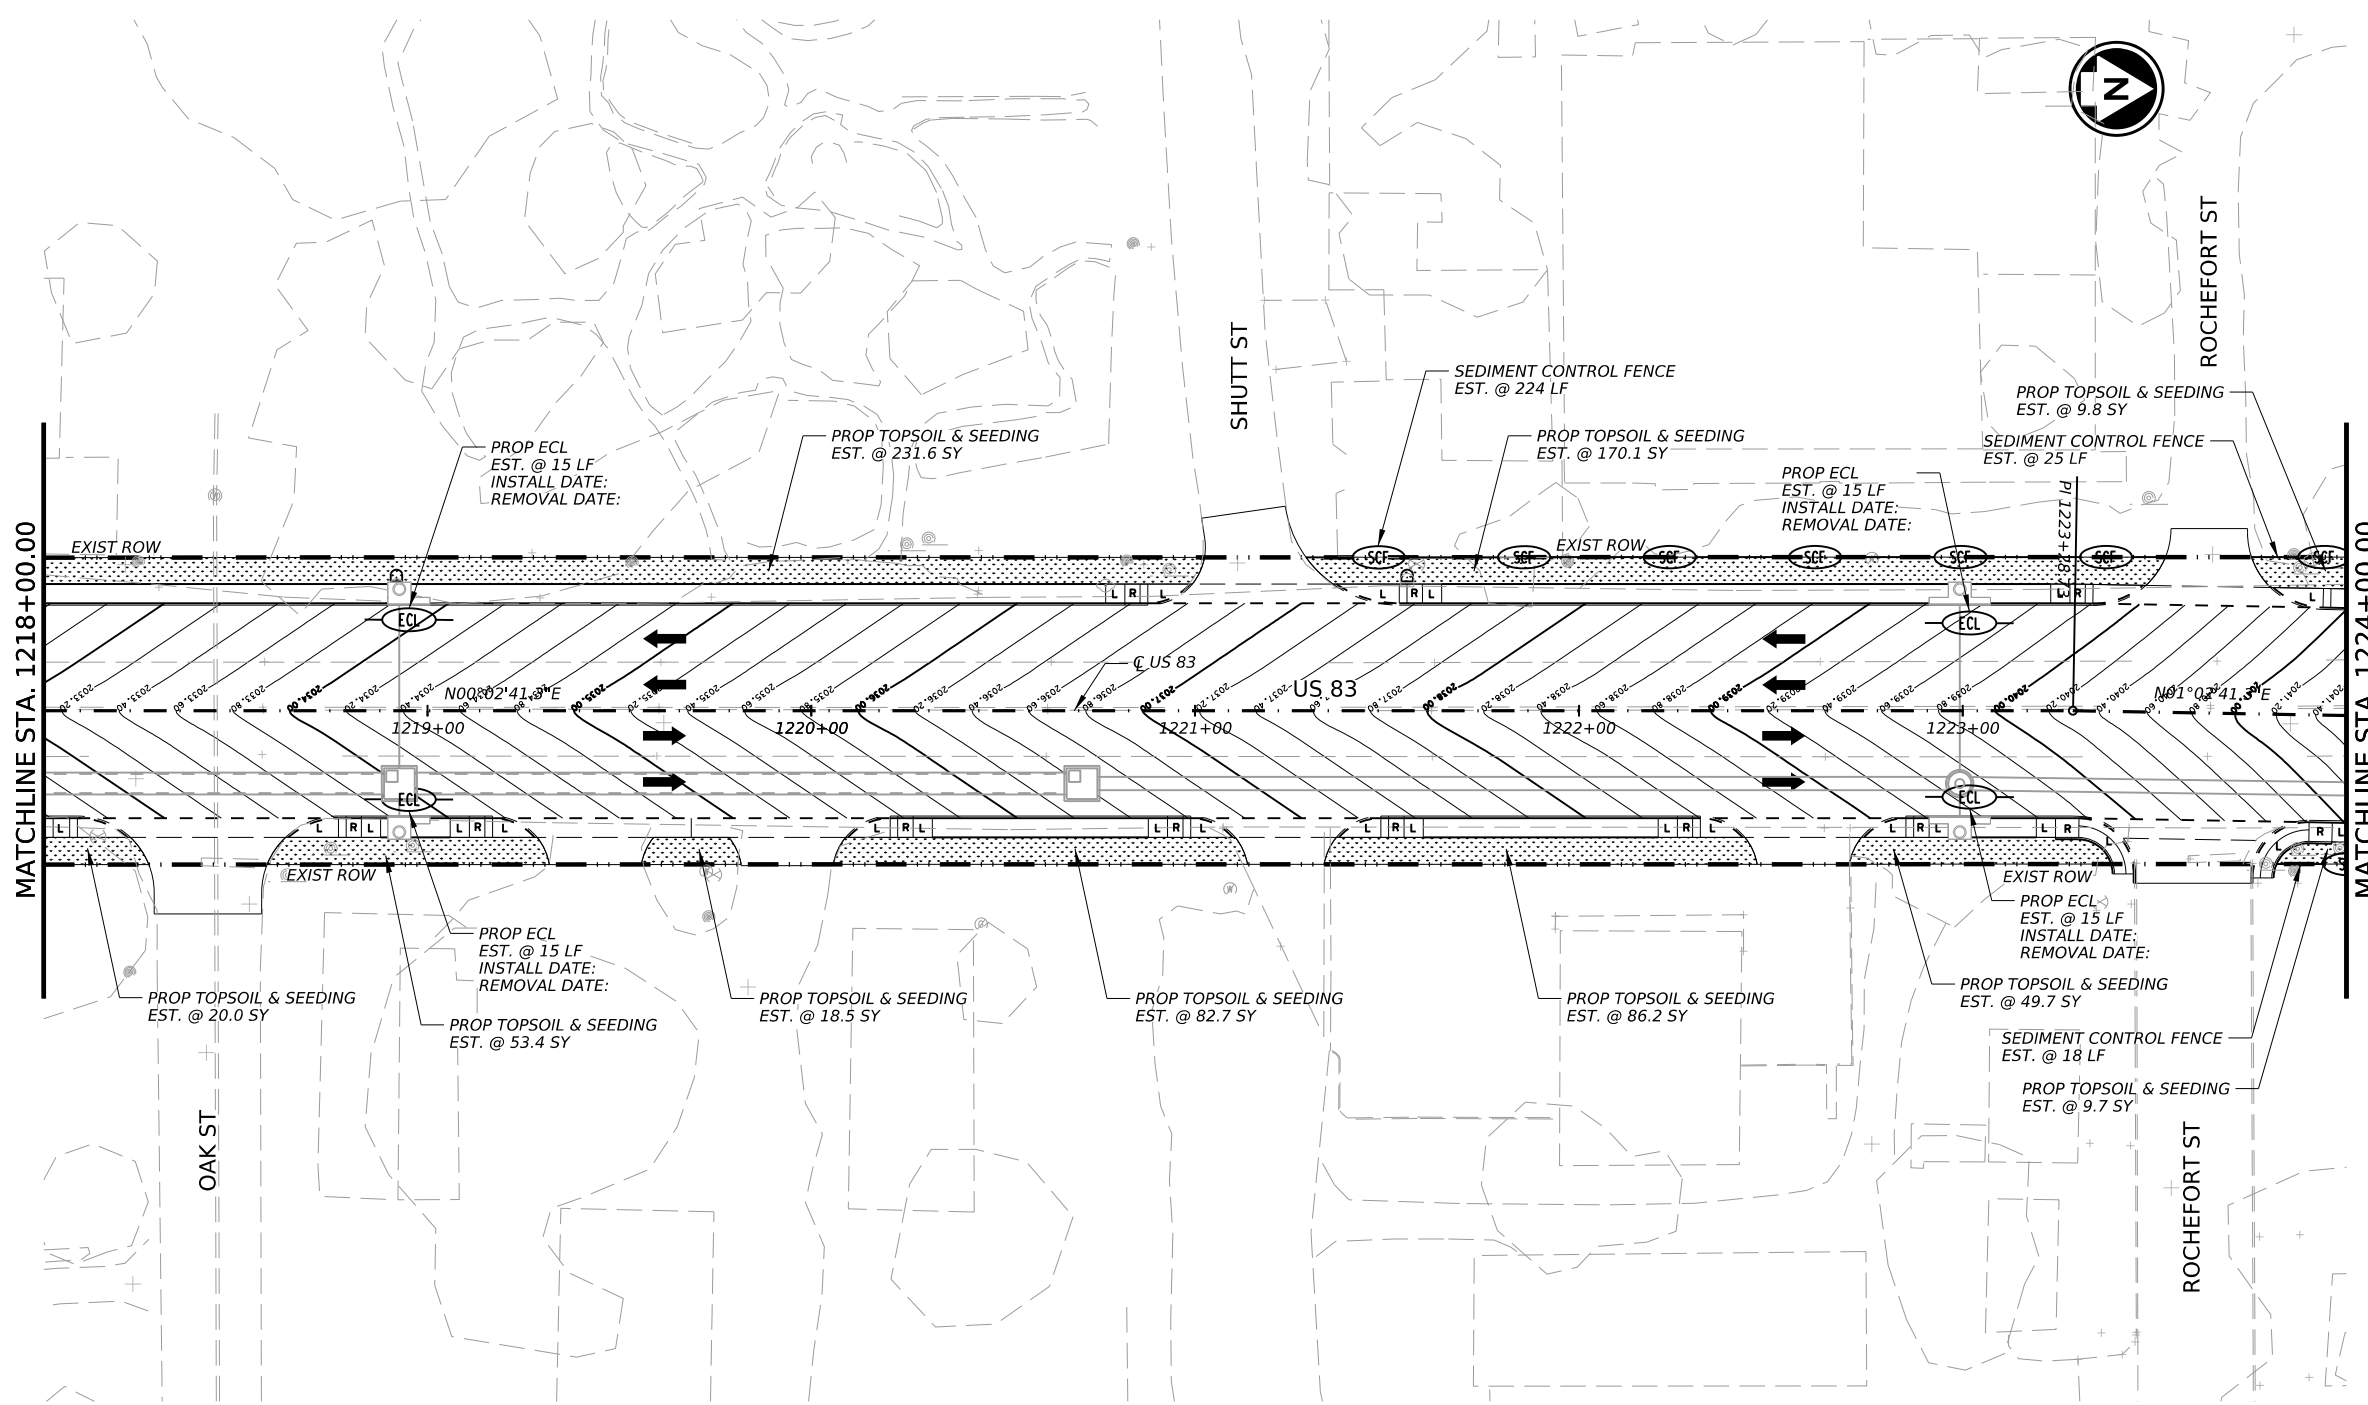 N
ROCHEFORT ST
SHUTT ST
SEDIMENT CONTROL FENCE
EST. @ 224 LF
PROP TOPSOIL & SEEDING
EST. @ 9.8 SY
PROP ECL
EST. @ 15 LF
INSTALL DATE:
REMOVAL DATE:
PROP TOPSOIL & SEEDING
EST. @ 231.6 SY
PROP TOPSOIL & SEEDING
EST. @ 170.1 SY
SEDIMENT CONTROL FENCE
EST. @ 25 LF
PROP ECL
EST. @ 15 LF
INSTALL DATE:
REMOVAL DATE:
MATCHLINE STA. 1218+00.00
MATCHLINE STA. 1224+00.00
EXIST ROW
EXIST ROW
SCF SCF SCF SCF SCF SCF SCF
L R L L R L L R L
ECL ECL
℄ US 83
US 83
1219+00 1220+00 1221+00 1222+00 1223+00
ECL ECL
L L R L L R L L R L L R L L R L L R L L R L L R L L R L R L
EXIST ROW
EXIST ROW
PROP ECL
EST. @ 15 LF
INSTALL DATE:
REMOVAL DATE:
PROP ECL
EST. @ 15 LF
INSTALL DATE:
REMOVAL DATE:
PROP TOPSOIL & SEEDING
EST. @ 20.0 SY
PROP TOPSOIL & SEEDING
EST. @ 53.4 SY
PROP TOPSOIL & SEEDING
EST. @ 18.5 SY
PROP TOPSOIL & SEEDING
EST. @ 82.7 SY
PROP TOPSOIL & SEEDING
EST. @ 86.2 SY
PROP TOPSOIL & SEEDING
EST. @ 49.7 SY
SEDIMENT CONTROL FENCE
EST. @ 18 LF
PROP TOPSOIL & SEEDING
EST. @ 9.7 SY
OAK ST
ROCHEFORT ST